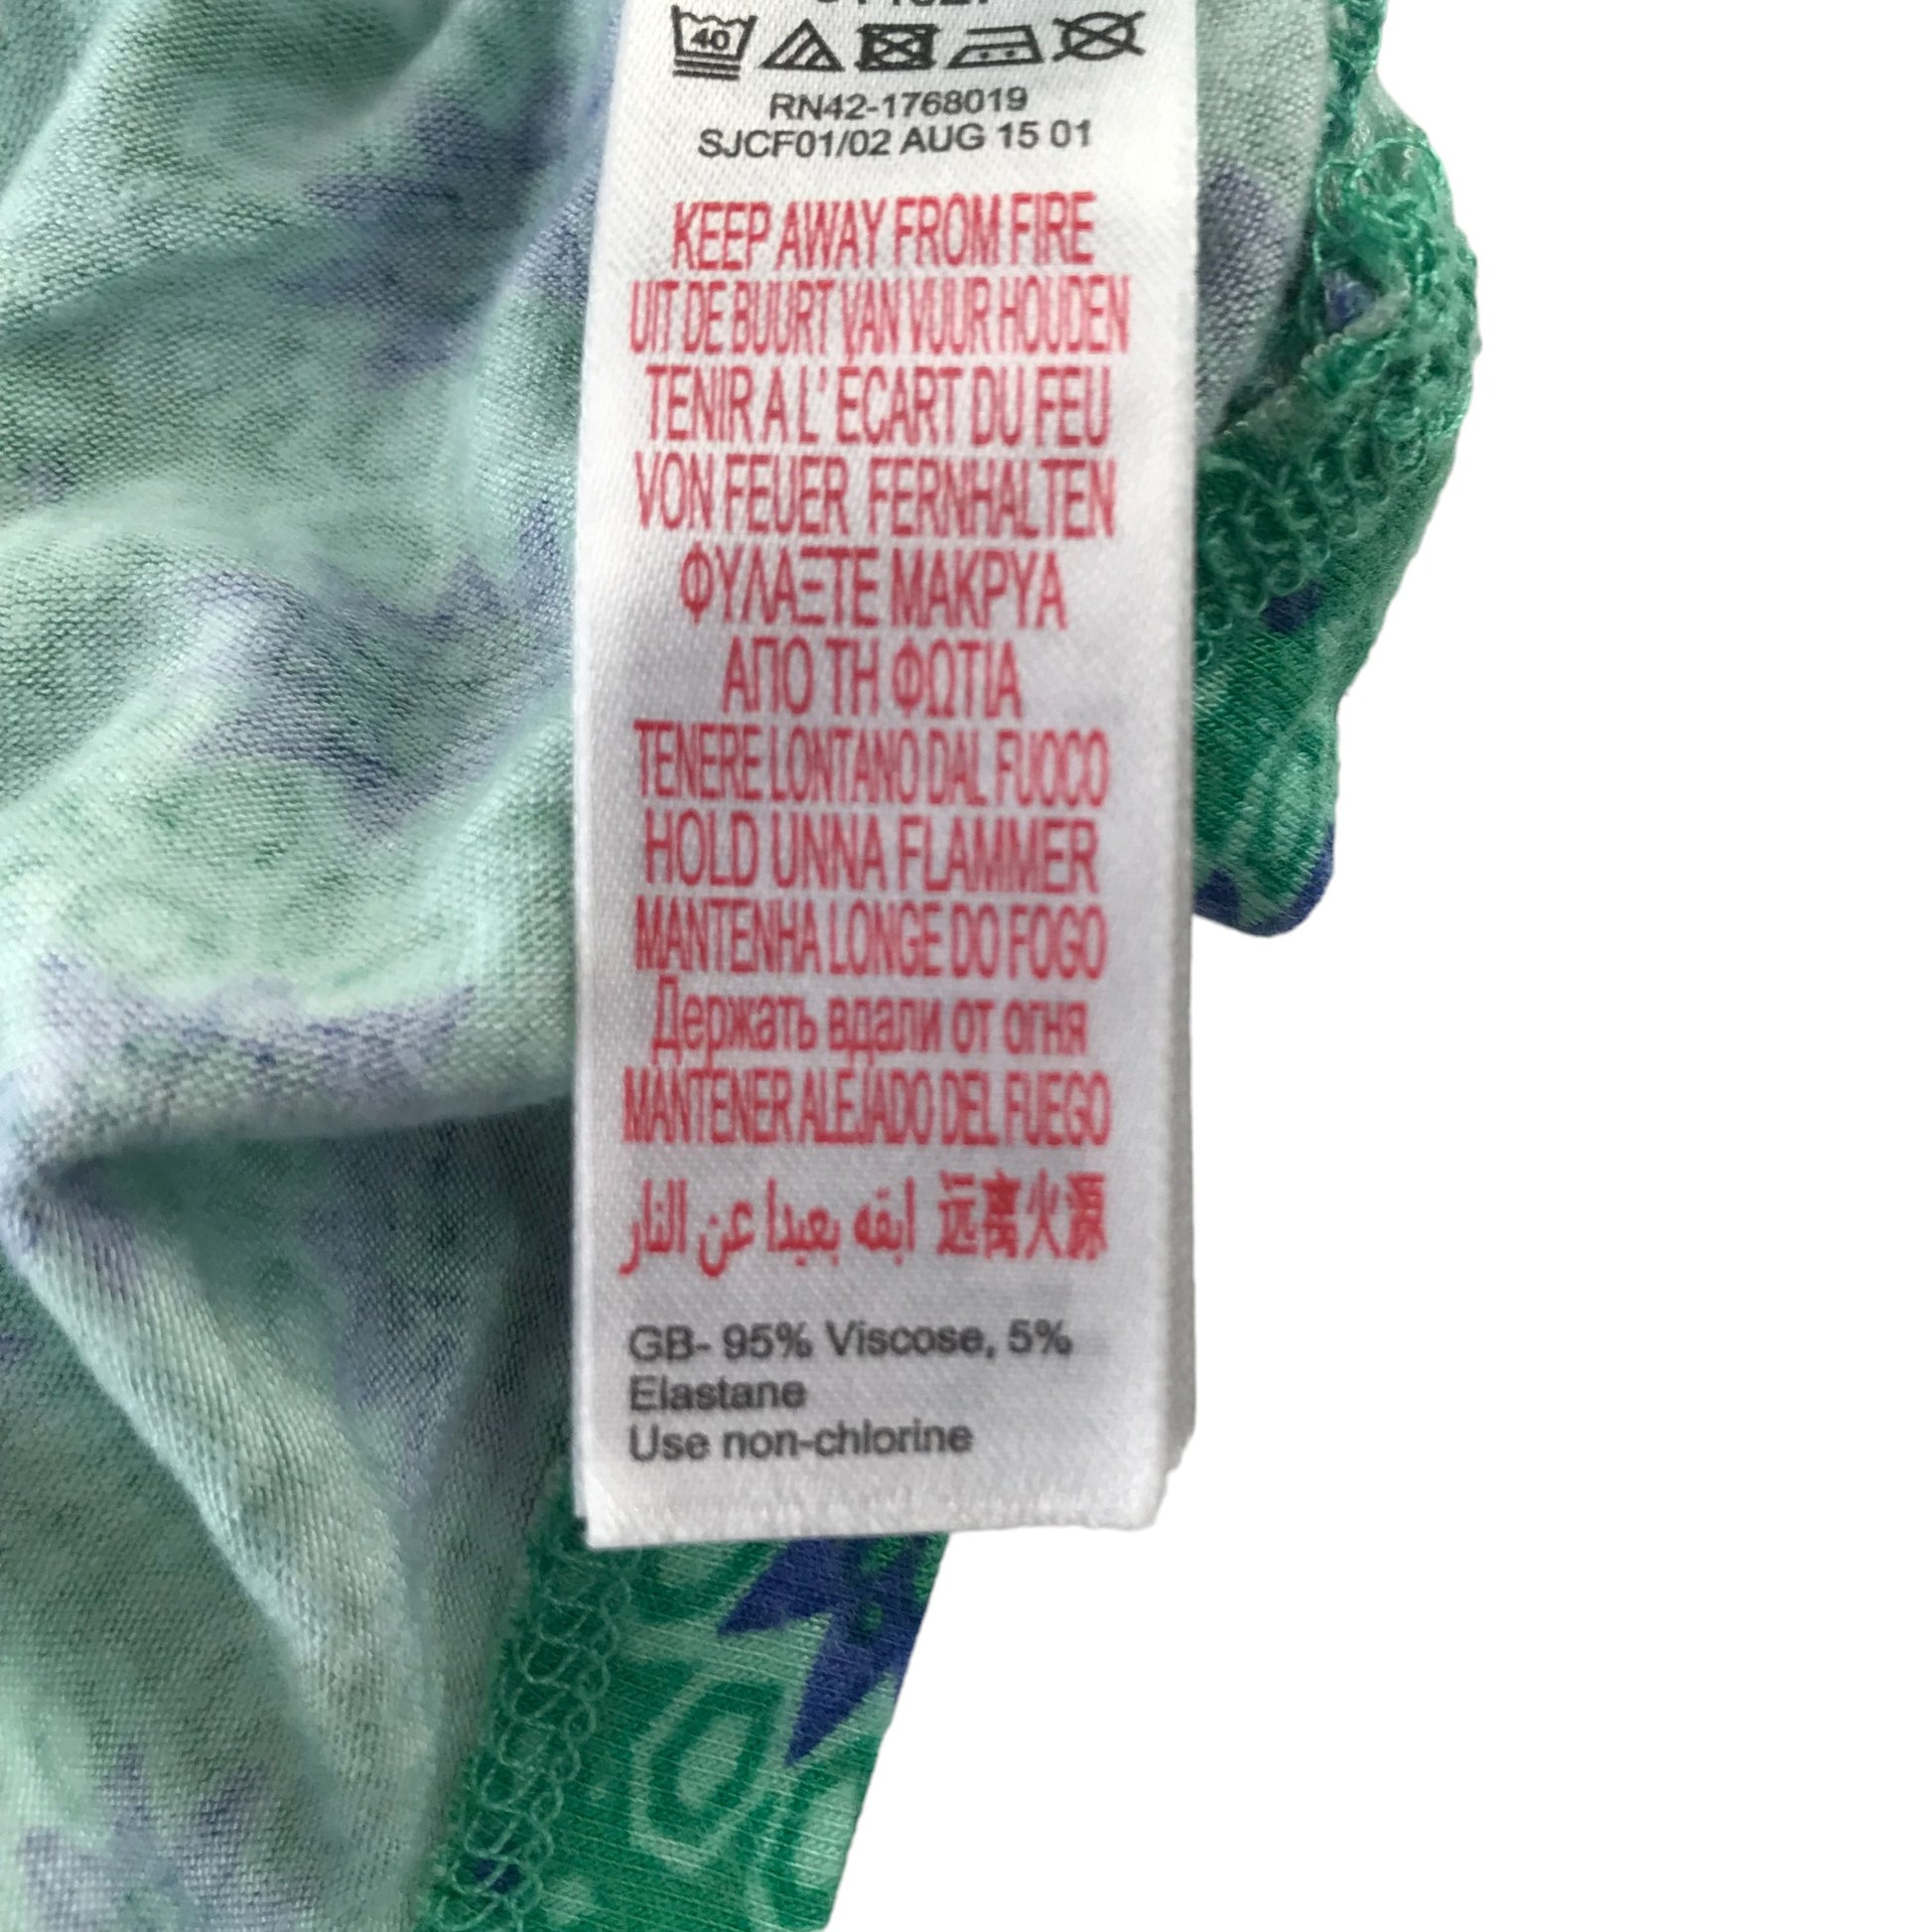 40
RN42-1768019
SJCF01/02 AUG 15 01
KEEP AWAY FROM FIRE
UIT DE BUURT VAN VUUR HOUDEN
TENIR A L' ÉCART DU FEU
VON FEUER FERNHALTEN
ΦΥΛΑΞΤΕ ΜΑΚΡΥΑ
ΑΠΟ ΤΗ ΦΩΤΙΑ
TENERE LONTANO DAL FUOCO
HOLD UNNA FLAMMER
MANTENHA LONGE DO FOGO
Держать вдали от огня
MANTENER ALEJADO DEL FUEGO
ابقه بعيدا عن النار 远离火源
GB- 95% Viscose, 5%
Elastane
Use non-chlorine